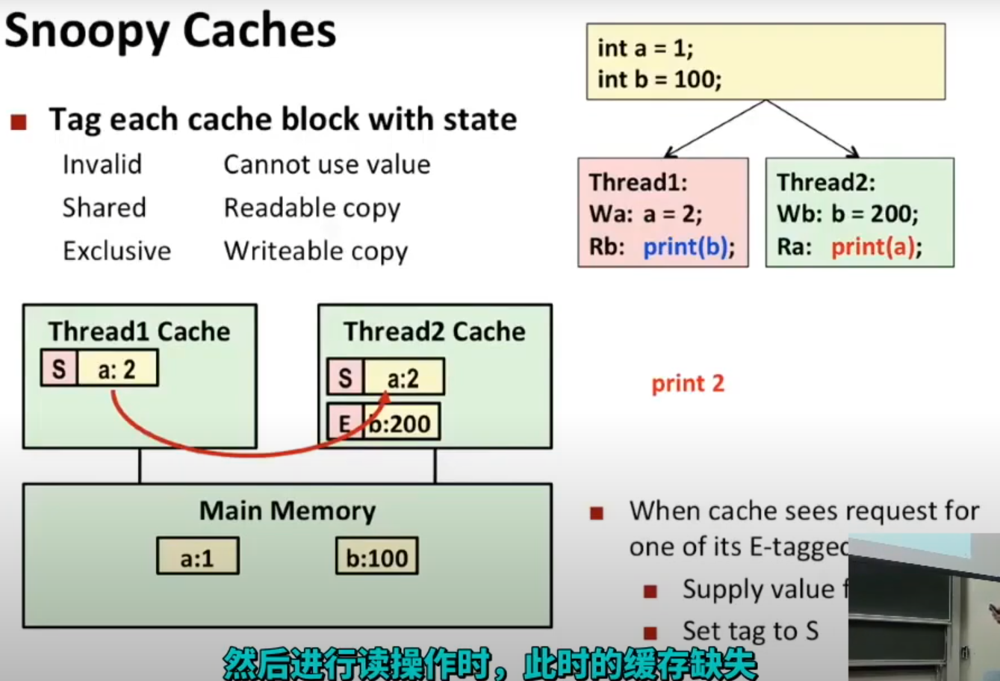 Snoopy Caches
Tag each cache block with state
Invalid Cannot use value
Shared Readable copy
Exclusive Writeable copy
int a = 1;
int b = 100;
Thread1:
Wa: a = 2;
Rb: print(b);
Thread2:
Wb: b = 200;
Ra: print(a);
Thread1 Cache
S a: 2
Thread2 Cache
S a:2
E b:200
print 2
Main Memory
a:1 b:100
When cache sees request for
one of its E-tagged
Supply value
Set tag to S
然后进行读操作时，此时的缓存缺失